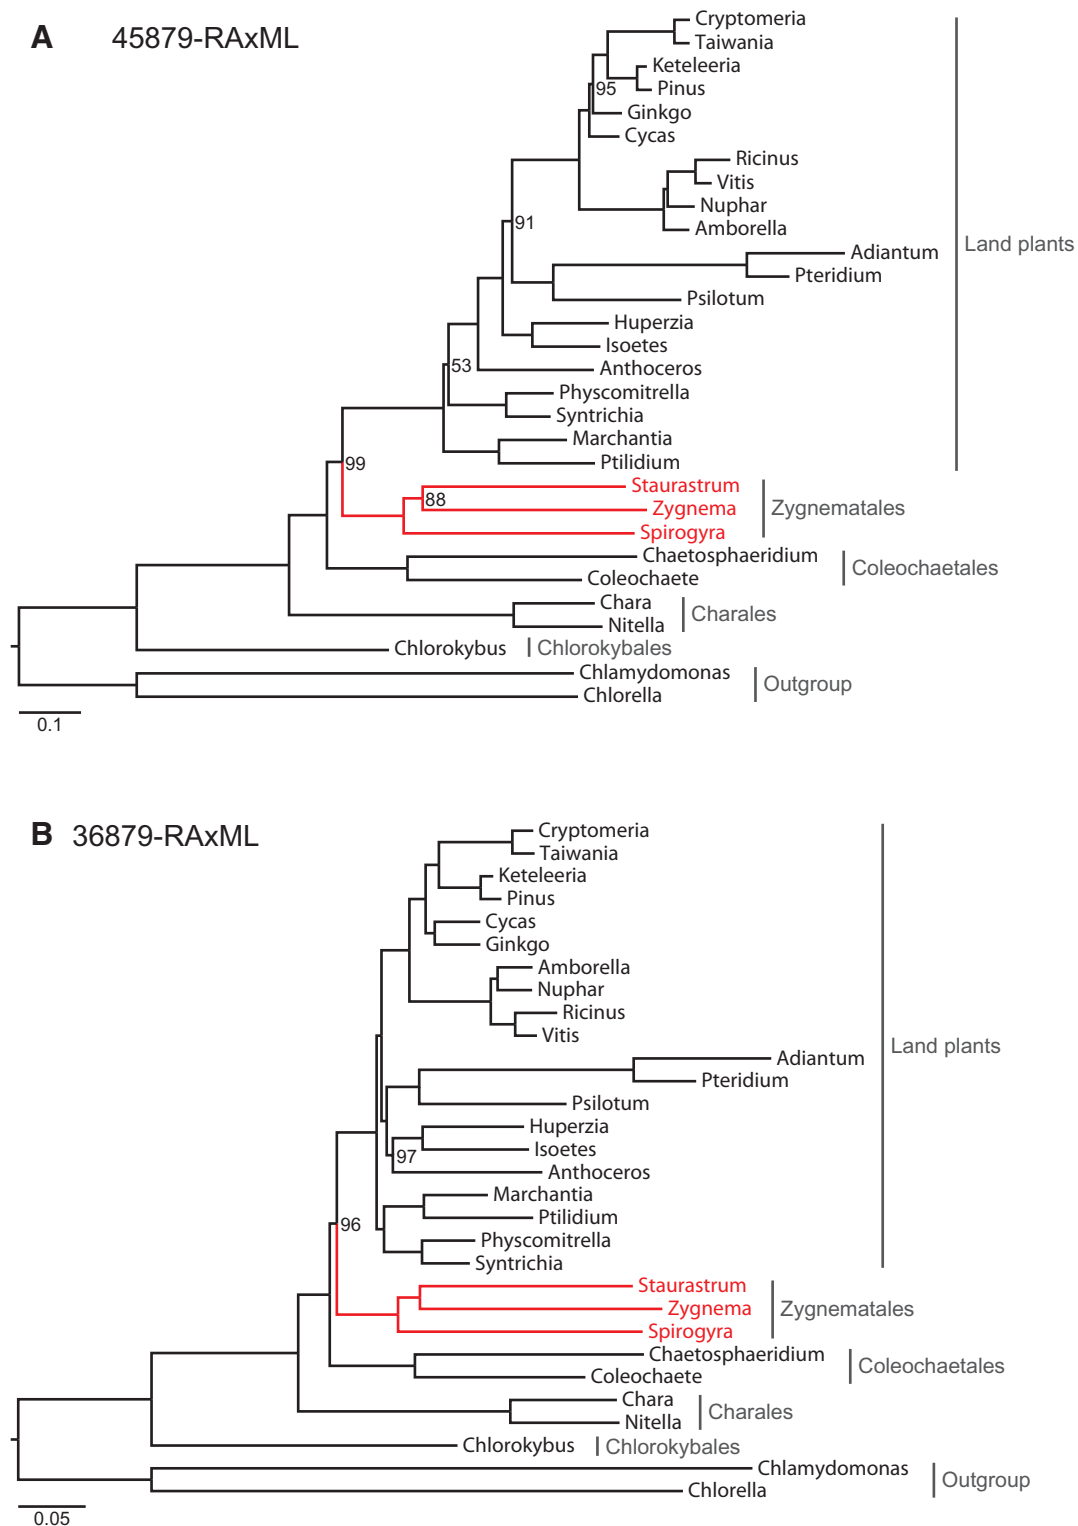 A 45879-RAxML
Cryptomeria
Taiwania
Keteleeria
95 Pinus
Ginkgo
Cycas
Ricinus
Vitis
Nuphar
91
Amborella
Land plants
Adiantum
Pteridium
Psilotum
Huperzia
Isoetes
53
Anthoceros
Physcomitrella
Syntrichia
Marchantia
99
Ptilidium
Staurastrum
88
Zygnema Zygnematales
Spirogyra
Chaetosphaeridium
Coleochaetales
Coleochaete
Chara
Charales
Nitella
Chlorokybus Chlorokybales
Chlamydomonas
Outgroup
Chlorella
0.1
B 36879-RAxML
Cryptomeria
Taiwania
Keteleeria
Pinus
Cycas
Ginkgo
Amborella
Nuphar
Ricinus
Vitis
Land plants
Adiantum
Pteridium
Psilotum
Huperzia
Isoetes
97
Anthoceros
Marchantia
Ptilidium
96
Physcomitrella
Syntrichia
Staurastrum
Zygnema Zygnematales
Spirogyra
Chaetosphaeridium
Coleochaetales
Coleochaete
Chara
Charales
Nitella
Chlorokybus Chlorokybales
Chlamydomonas
Outgroup
Chlorella
0.05